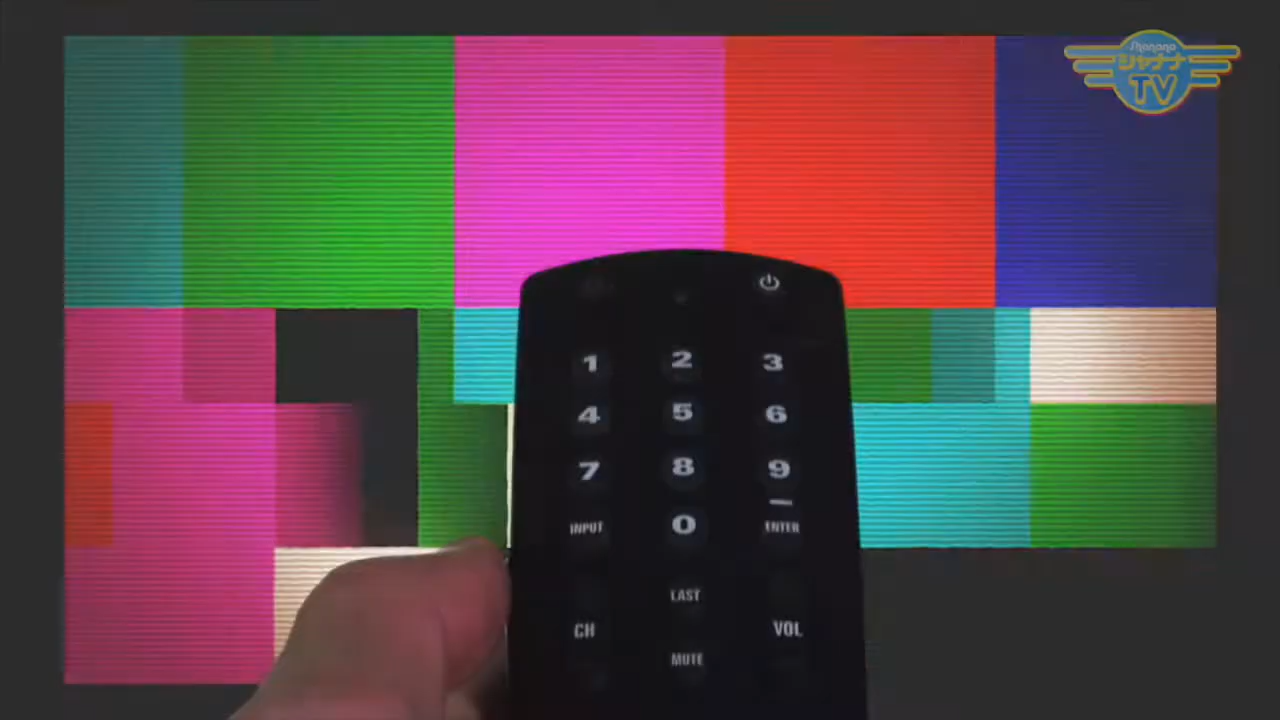 Shanana
シャナナ
TV
1 2 3
4 5 6
7 8 9
INPUT 0 ENTER
LAST
CH VOL
MUTE